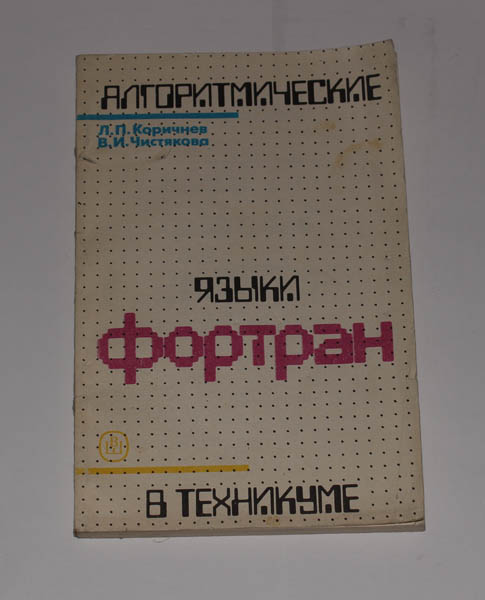 АЛГОРИТМИЧЕСКИЕ
Л.П. Коричнев
В.И. Чистякова
ЯЗЫКИ
фортран
В ТЕХНИКУМЕ